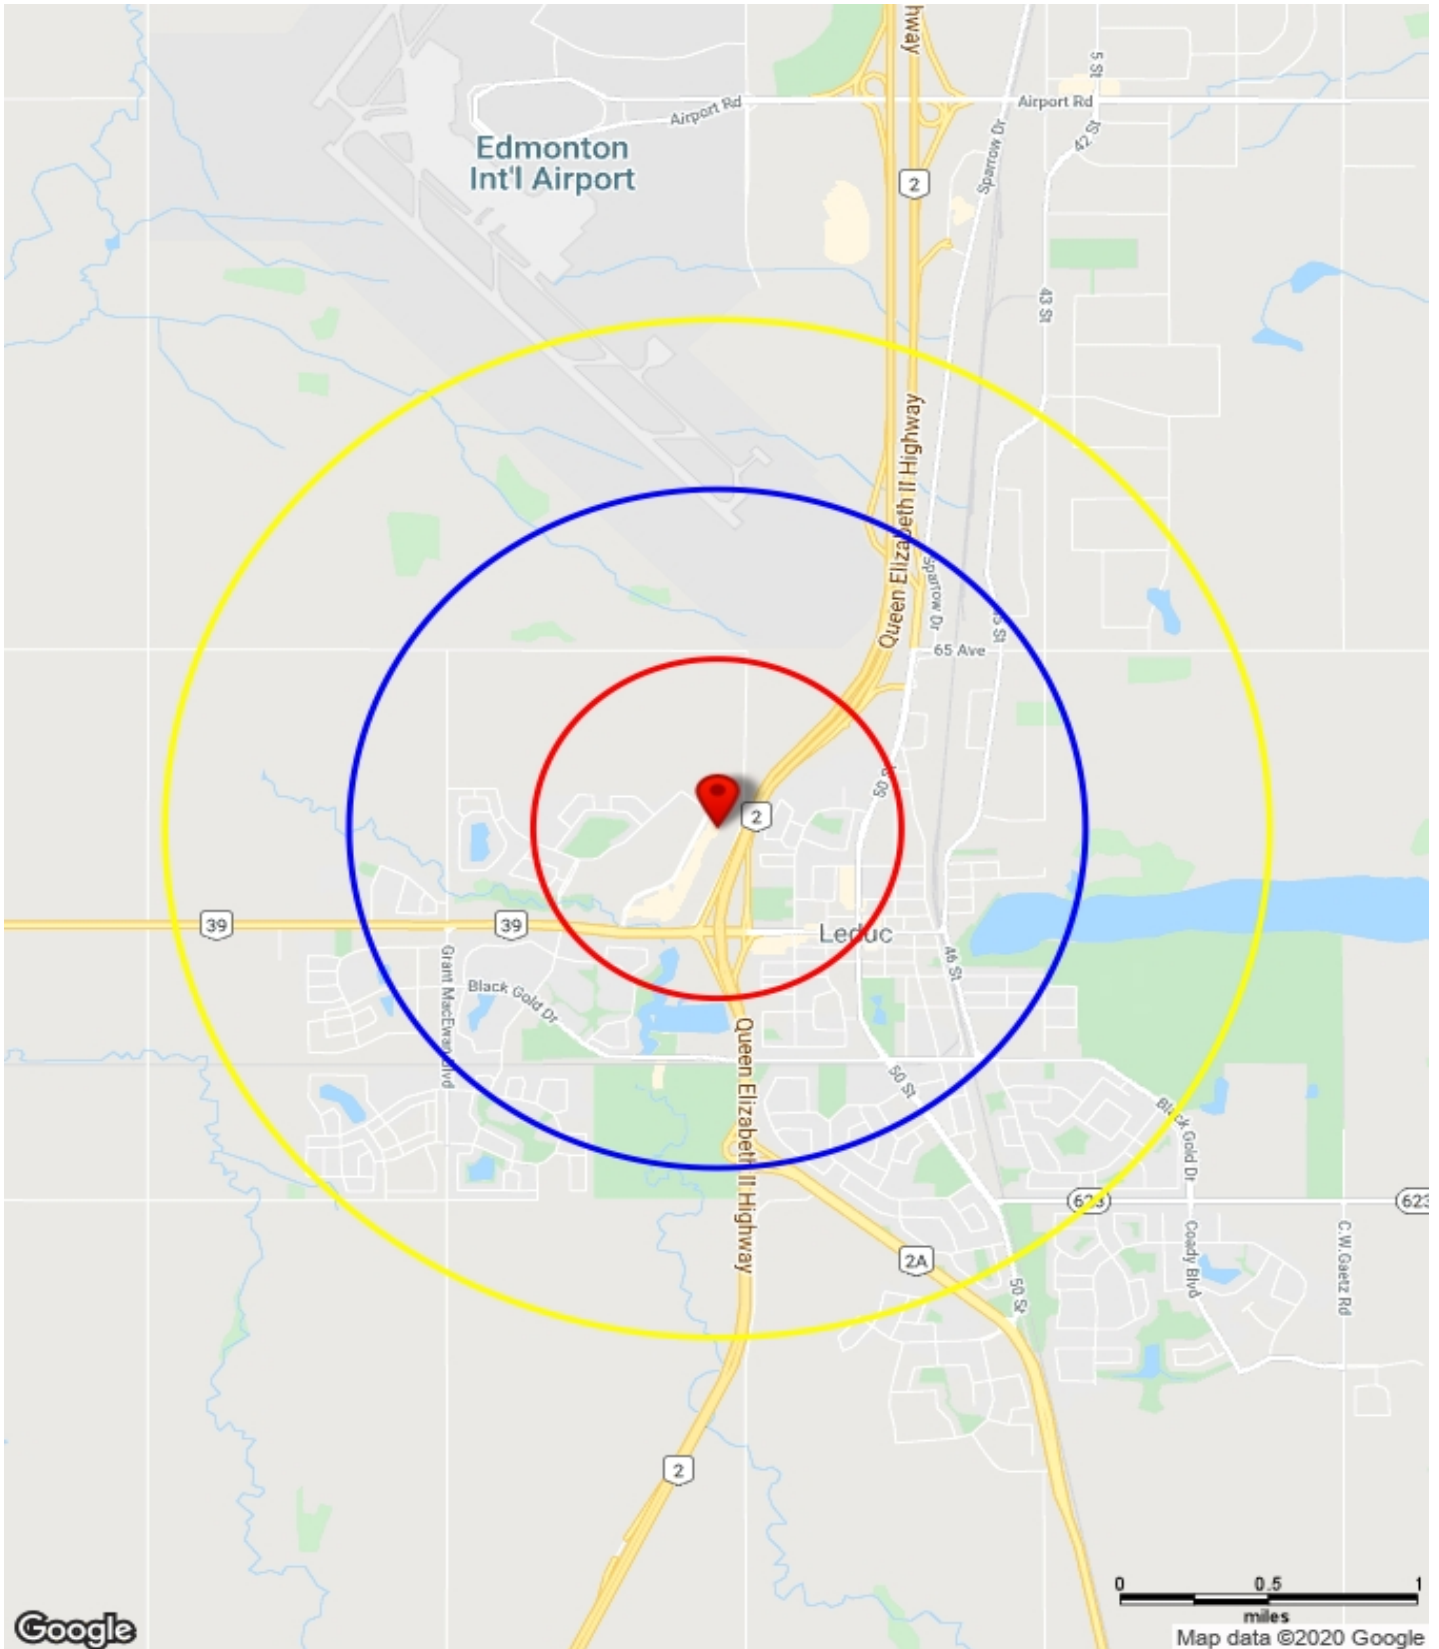 hway
5 St
Airport Rd
Airport Rd
Edmonton
Int'l Airport
42 St
Sparrow Dr
2
43 St
Queen Elizabeth II Highway
Sparrow Dr
45 St
65 Ave
50 St
2
39
39
Leduc
46 St
Grant MacEwan Blvd
Black Gold Dr
Queen Elizabeth II Highway
50 St
Black Gold Dr
623
623
Coady Blvd
C.W.Gaetz Rd
2A
50 St
2
0 0.5 1
miles
Google
Map data ©2020 Google